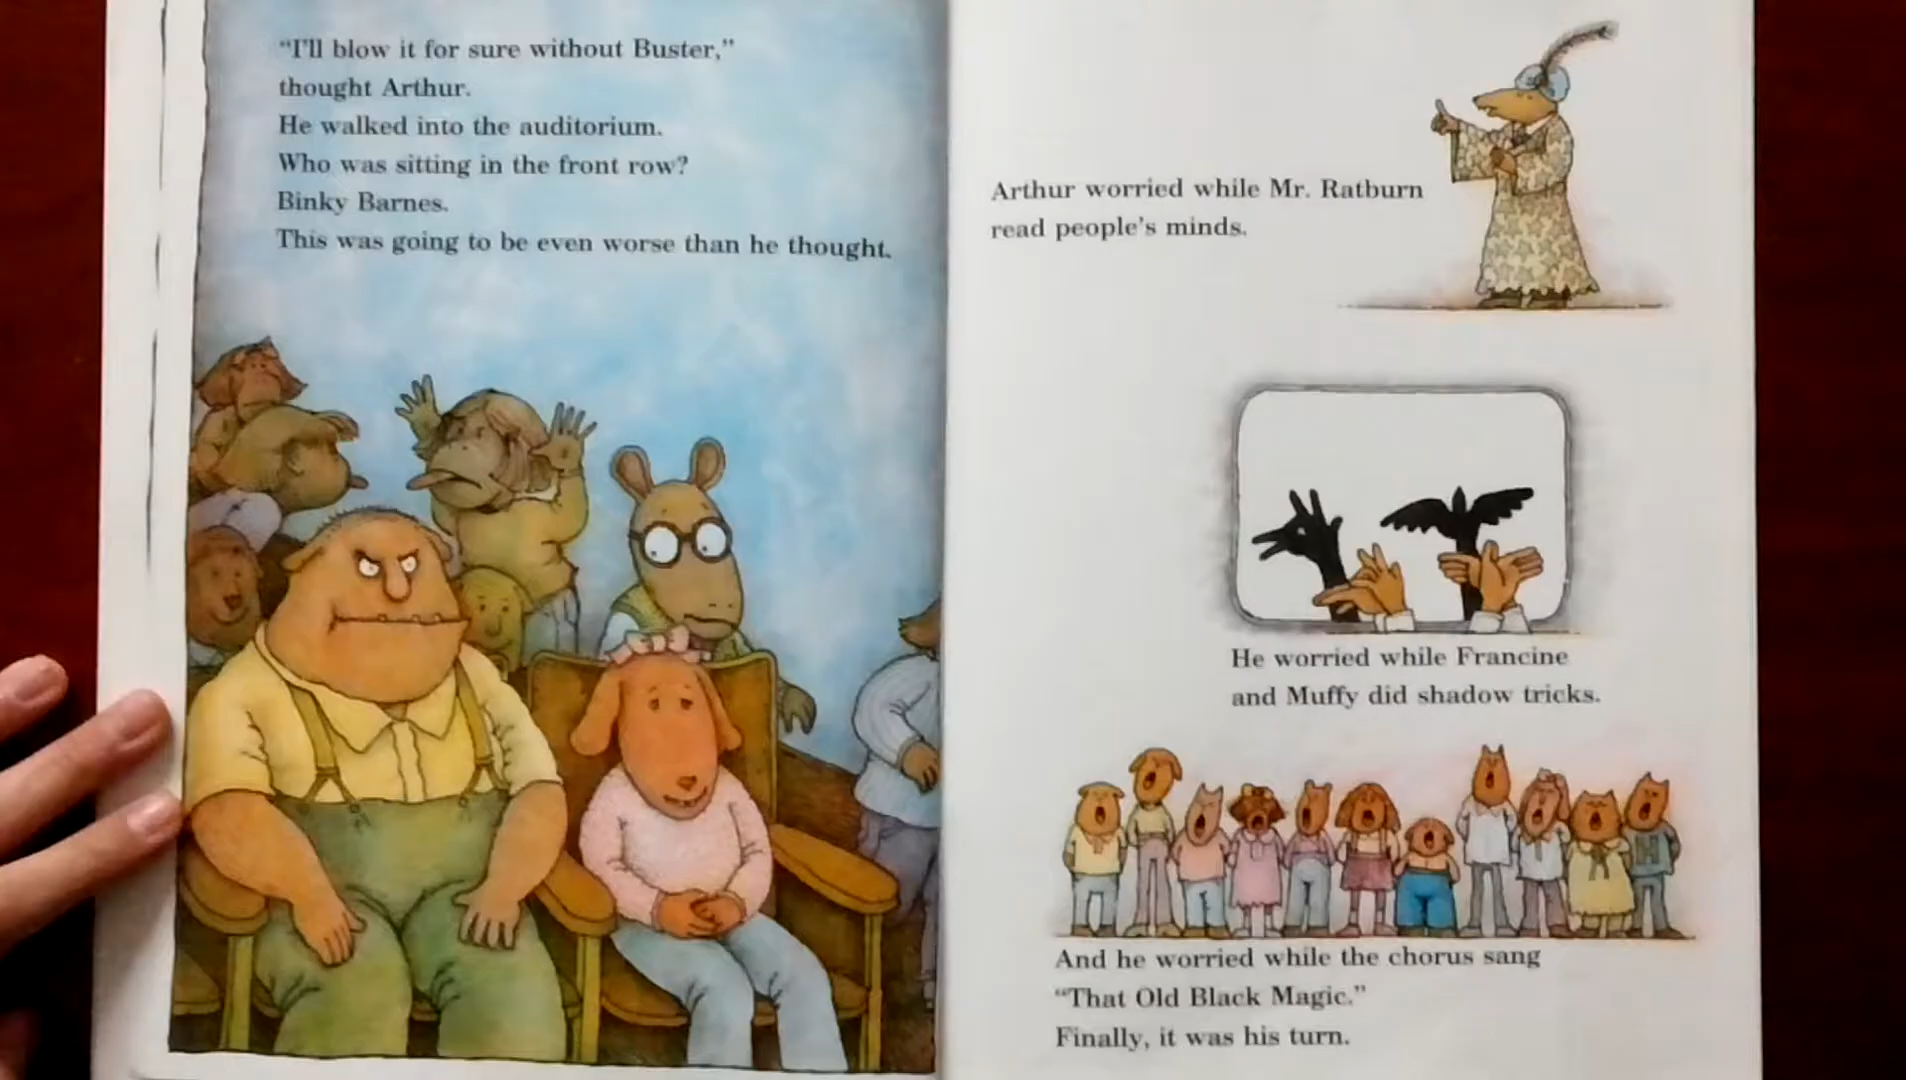 “I'll blow it for sure without Buster,”
thought Arthur.
He walked into the auditorium.
Who was sitting in the front row?
Binky Barnes.
This was going to be even worse than he thought.
Arthur worried while Mr. Ratburn
read people's minds.
He worried while Francine
and Muffy did shadow tricks.
And he worried while the chorus sang
“That Old Black Magic.”
Finally, it was his turn.